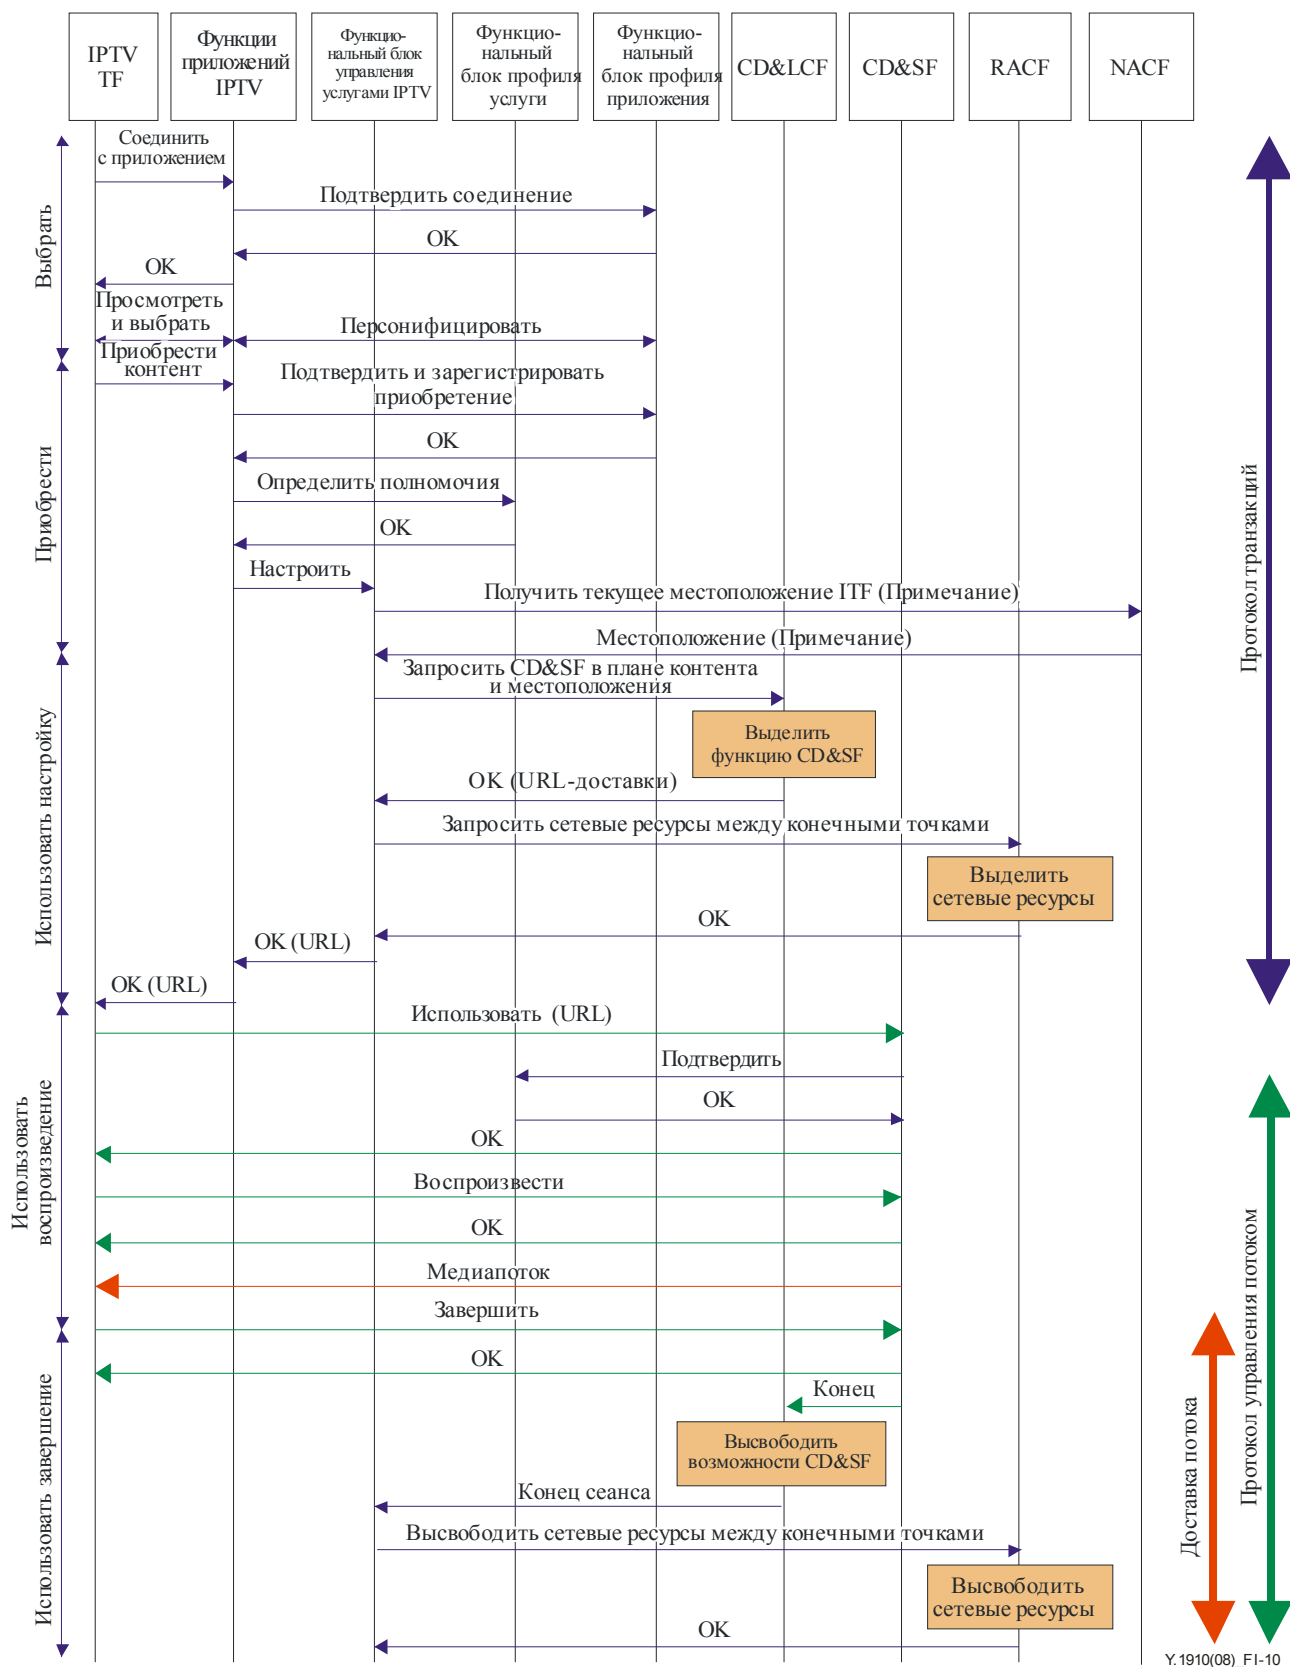 IPTV
TF
Функции
приложений
IPTV
Функцио-
нальный блок
управления
услугами IPTV
Функцио-
нальный
блок профиля
услуги
Функцио-
нальный
блок профиля
приложения
CD&LCF
CD&SF
RACF
NACF
Соединить
с приложением
Подтвердить соединение
OK
OK
Просмотреть
и выбрать
Персонифицировать
Выбрать
Приобрести
контент
Подтвердить и зарегистрировать
приобретение
OK
Определить полномочия
OK
Настроить
Получить текущее местоположение ITF (Примечание)
Местоположение (Примечание)
Приобрести
Запросить CD&SF в плане контента
и местоположения
Выделить
функцию CD&SF
OK (URL-доставки)
Запросить сетевые ресурсы между конечными точками
Выделить
сетевые ресурсы
OK
OK (URL)
OK (URL)
Использовать настройку
Протокол транзакций
Использовать (URL)
Подтвердить
OK
OK
Воспроизвести
OK
Медиапоток
Использовать
воспроизведение
Завершить
OK
Конец
Высвободить
возможности CD&SF
Конец сеанса
Высвободить сетевые ресурсы между конечными точками
Высвободить
сетевые ресурсы
OK
Использовать завершение
Доставка потока
Протокол управления потоком
Y.1910(08)_FI-10